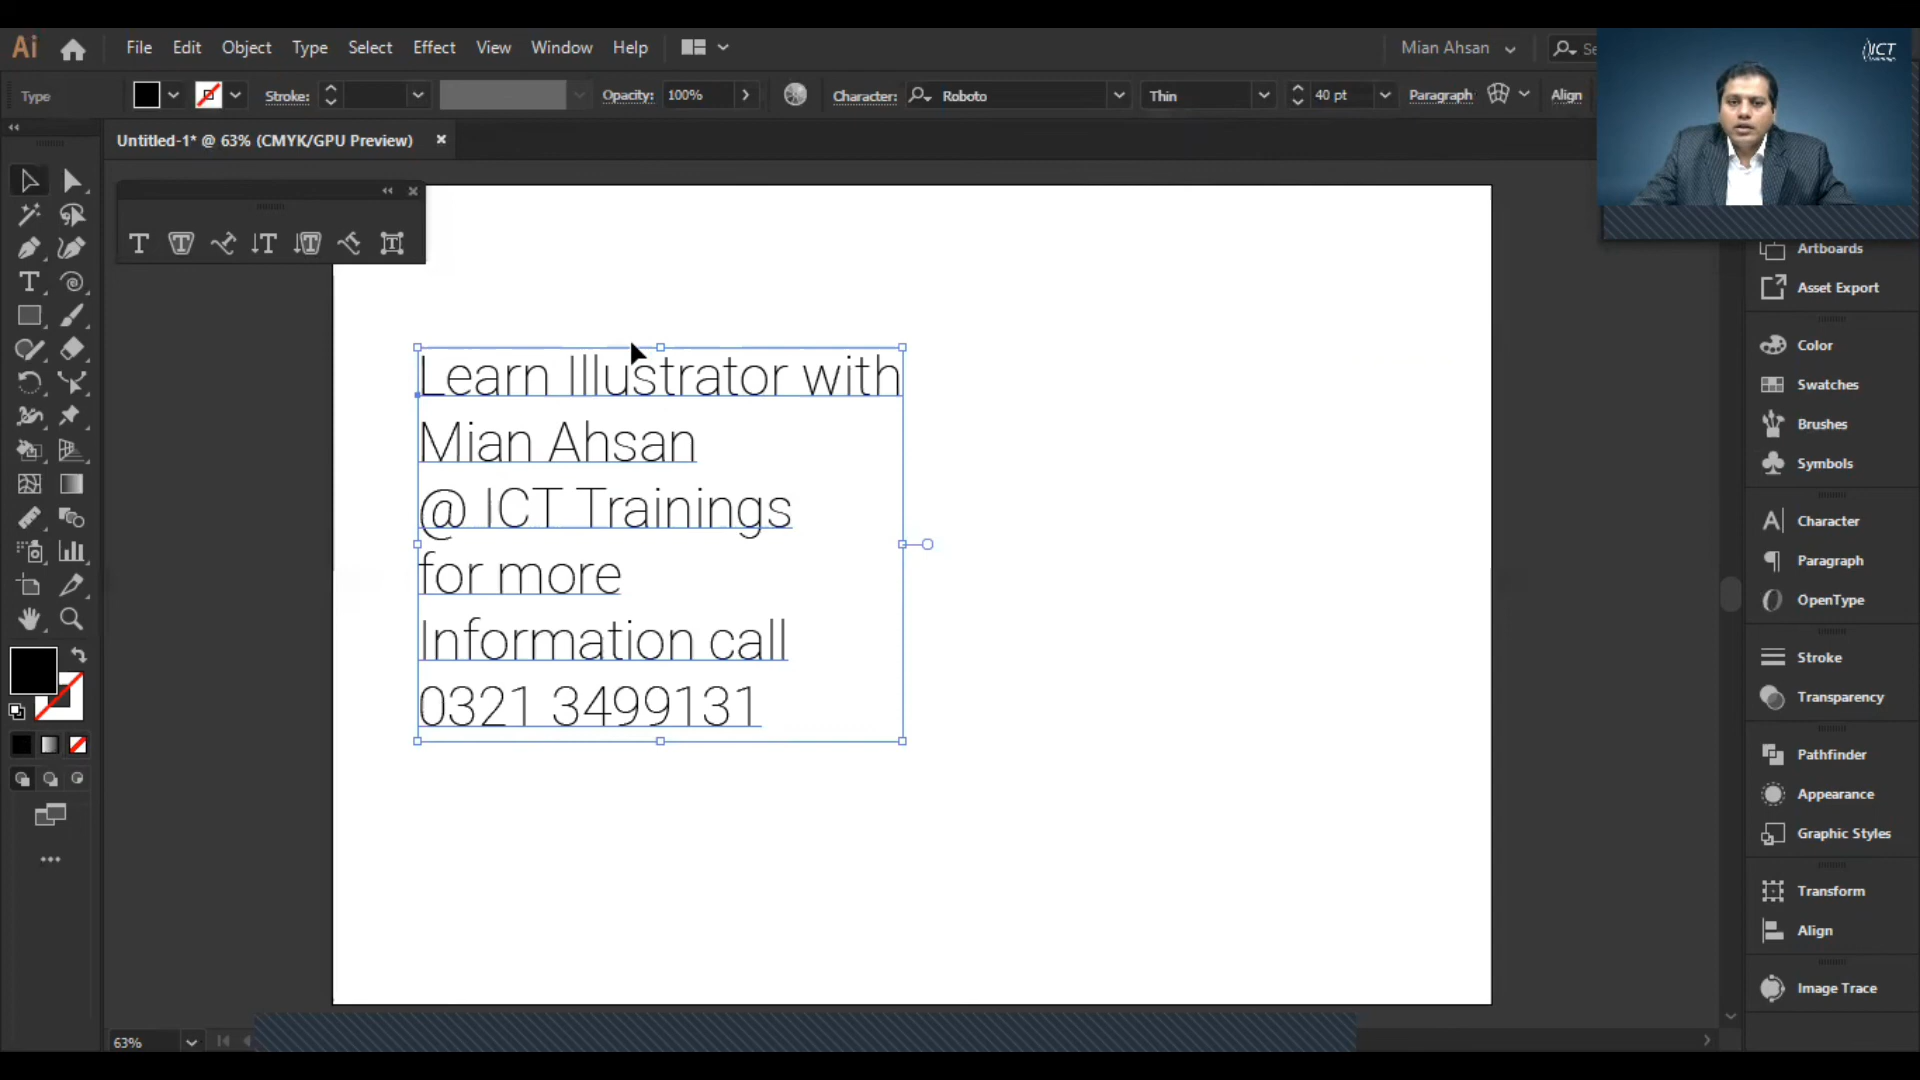 Ai File Edit Object Type Select Effect View Window Help Mian Ahsan
ICT
Type Stroke: Opacity: 100% Character: Roboto Thin 40 pt Paragraph Align
Untitled-1* @ 63% (CMYK/GPU Preview)
Learn Illustrator with
Mian Ahsan
@ ICT Trainings
for more
Information call
0321 3499131
Artboards
Asset Export
Color
Swatches
Brushes
Symbols
Character
Paragraph
OpenType
Stroke
Transparency
Pathfinder
Appearance
Graphic Styles
Transform
Align
Image Trace
63%